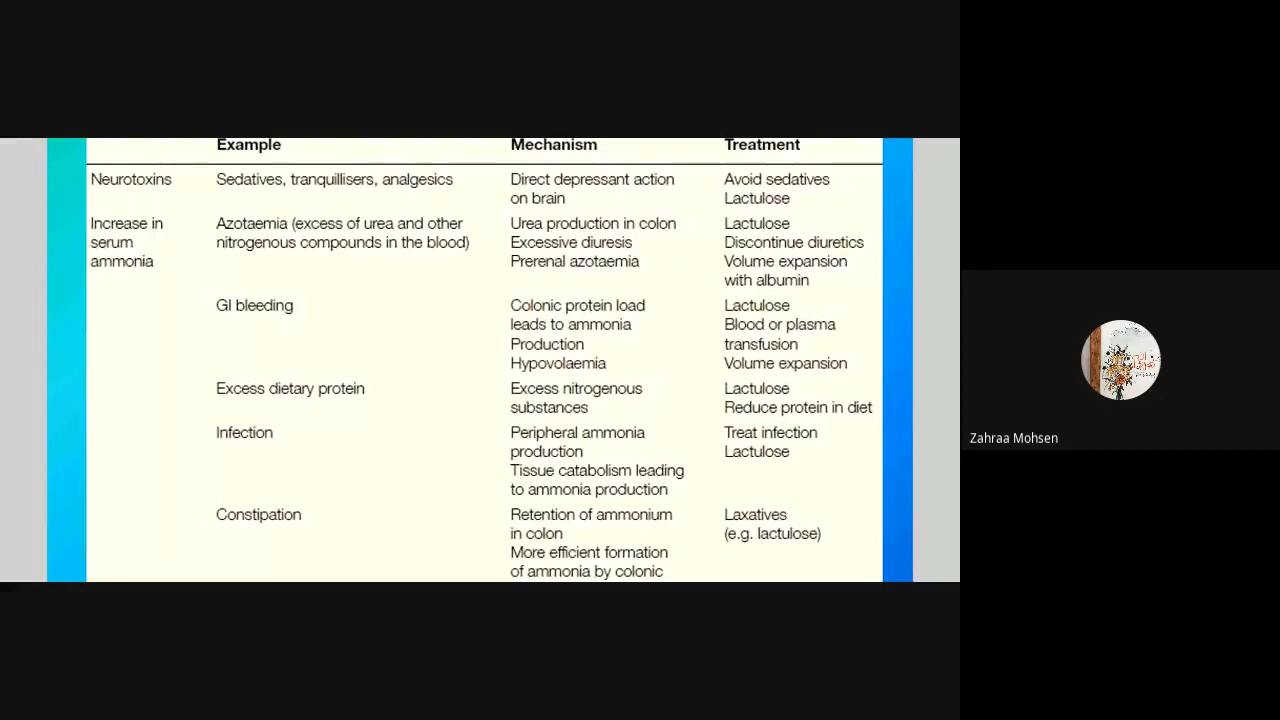 Example Mechanism Treatment
Neurotoxins Sedatives, tranquillisers, analgesics Direct depressant action Avoid sedatives
on brain Lactulose
Increase in Azotaemia (excess of urea and other Urea production in colon Lactulose
serum nitrogenous compounds in the blood) Excessive diuresis Discontinue diuretics
ammonia Prerenal azotaemia Volume expansion
with albumin
GI bleeding Colonic protein load Lactulose
leads to ammonia Blood or plasma
Production transfusion
Hypovolaemia Volume expansion
Excess dietary protein Excess nitrogenous Lactulose
substances Reduce protein in diet
Infection Peripheral ammonia Treat infection
production Lactulose
Tissue catabolism leading
to ammonia production
Constipation Retention of ammonium Laxatives
in colon (e.g. lactulose)
More efficient formation
of ammonia by colonic
Zahraa Mohsen